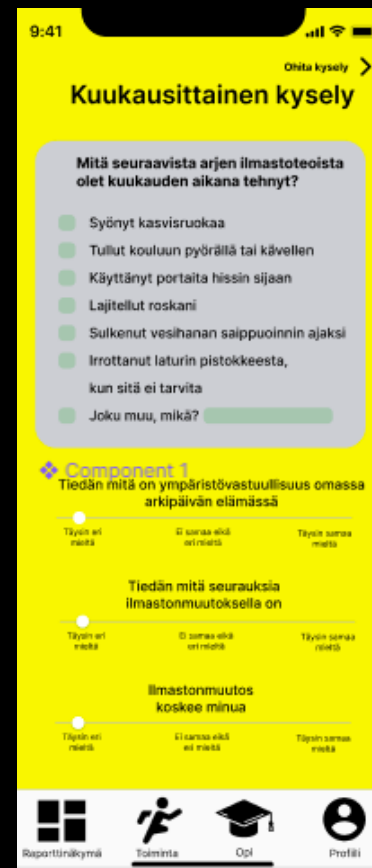 9:41
Ohita kysely
Kuukausittainen kysely
Mitä seuraavista arjen ilmastoteoista
olet kuukauden aikana tehnyt?
Syönyt kasvisruokaa
Tullut kouluun pyörällä tai kävellen
Käyttänyt portaita hissin sijaan
Lajitellut roskani
Sulkenut vesihanan saippuoinnin ajaksi
Irrottanut laturin pistokkeesta,
kun sitä ei tarvita
Joku muu, mikä?
Component 1
Tiedän mitä on ympäristövastuullisuus omassa
arkipäivän elämässä
Täysin eri
mieltä
Ei samaa eikä
eri mieltä
Täysin samaa
mieltä
Tiedän mitä seurauksia
ilmastonmuutoksella on
Täysin eri
mieltä
Ei samaa eikä
eri mieltä
Täysin samaa
mieltä
Ilmastonmuutos
koskee minua
Täysin eri
mieltä
Ei samaa eikä
eri mieltä
Täysin samaa
mieltä
Raporttinäkymä
Toiminta
Opi
Profiili